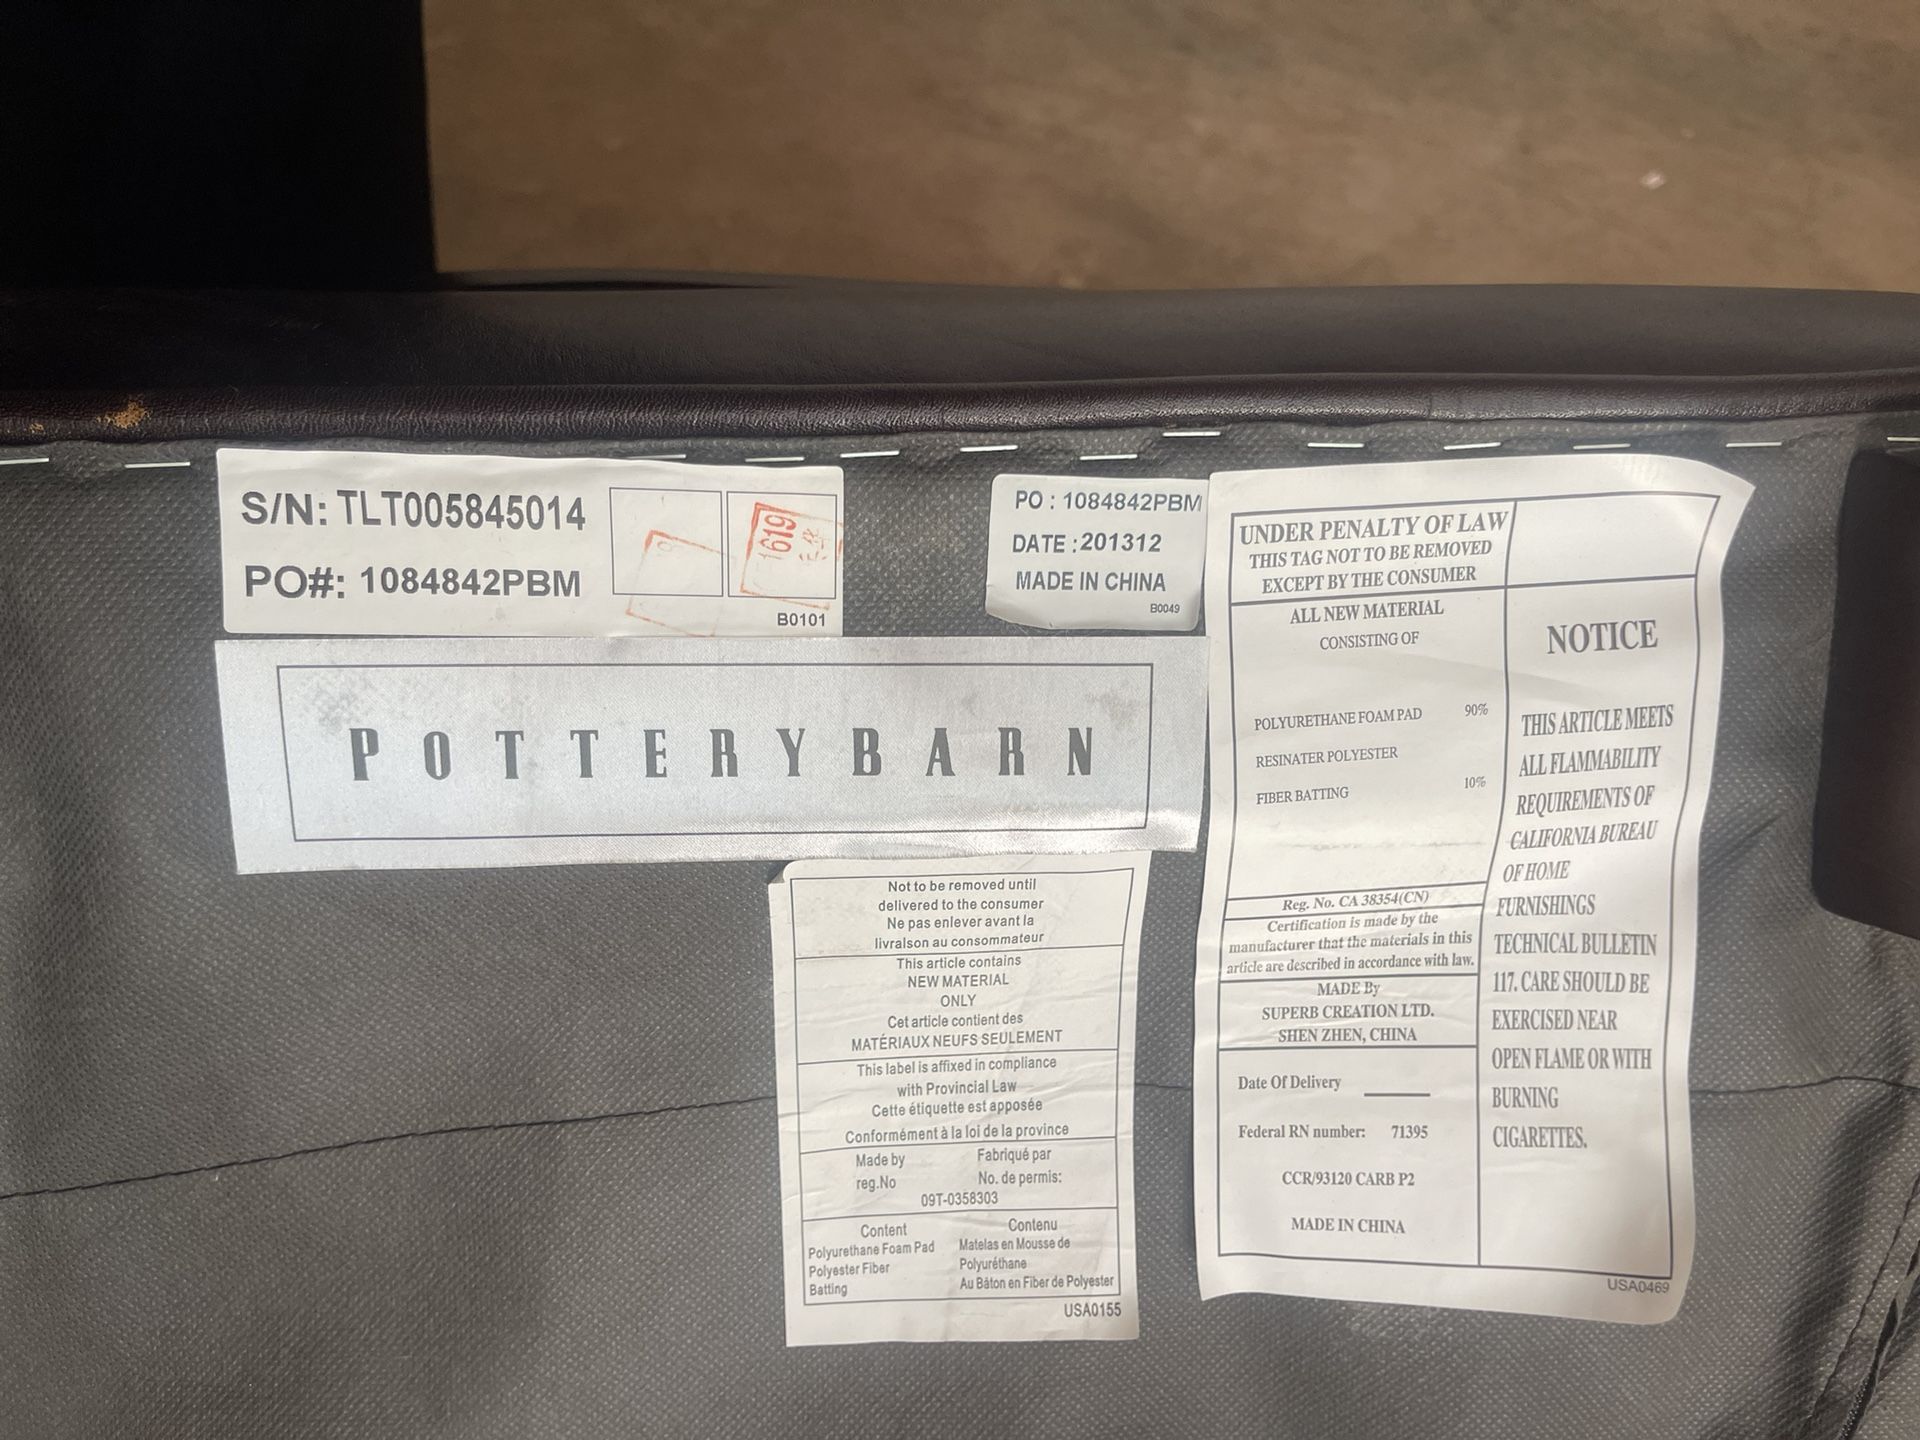 S/N: TLT005845014
PO#: 1084842PBM
1619
B0101
PO : 1084842PBM
DATE : 201312
MADE IN CHINA
B0049
POTTERYBARN
Not to be removed until
delivered to the consumer
Ne pas enlever avant la
livralson au consommateur
This article contains
NEW MATERIAL
ONLY
Cet article contient des
MATÉRIAUX NEUFS SEULEMENT
This label is affixed in compliance
with Provincial Law
Cette étiquette est apposée
Conformément à la loi de la province
Made by Fabriqué par
reg.No No. de permis:
09T-0358303
Content
Polyurethane Foam Pad
Polyester Fiber
Batting
Contenu
Matelas en Mousse de
Polyuréthane
Au Bâton en Fiber de Polyester
USA0155
UNDER PENALTY OF LAW
THIS TAG NOT TO BE REMOVED
EXCEPT BY THE CONSUMER
ALL NEW MATERIAL
CONSISTING OF
POLYURETHANE FOAM PAD 90%
RESINATER POLYESTER
FIBER BATTING 10%
Reg. No. CA 38354(CN)
Certification is made by the
manufacturer that the materials in this
article are described in accordance with law.
MADE By
SUPERB CREATION LTD.
SHEN ZHEN, CHINA
Date Of Delivery
Federal RN number: 71395
CCR/93120 CARB P2
MADE IN CHINA
NOTICE
THIS ARTICLE MEETS
ALL FLAMMABILITY
REQUIREMENTS OF
CALIFORNIA BUREAU
OF HOME
FURNISHINGS
TECHNICAL BULLETIN
117. CARE SHOULD BE
EXERCISED NEAR
OPEN FLAME OR WITH
BURNING
CIGARETTES.
USA0469